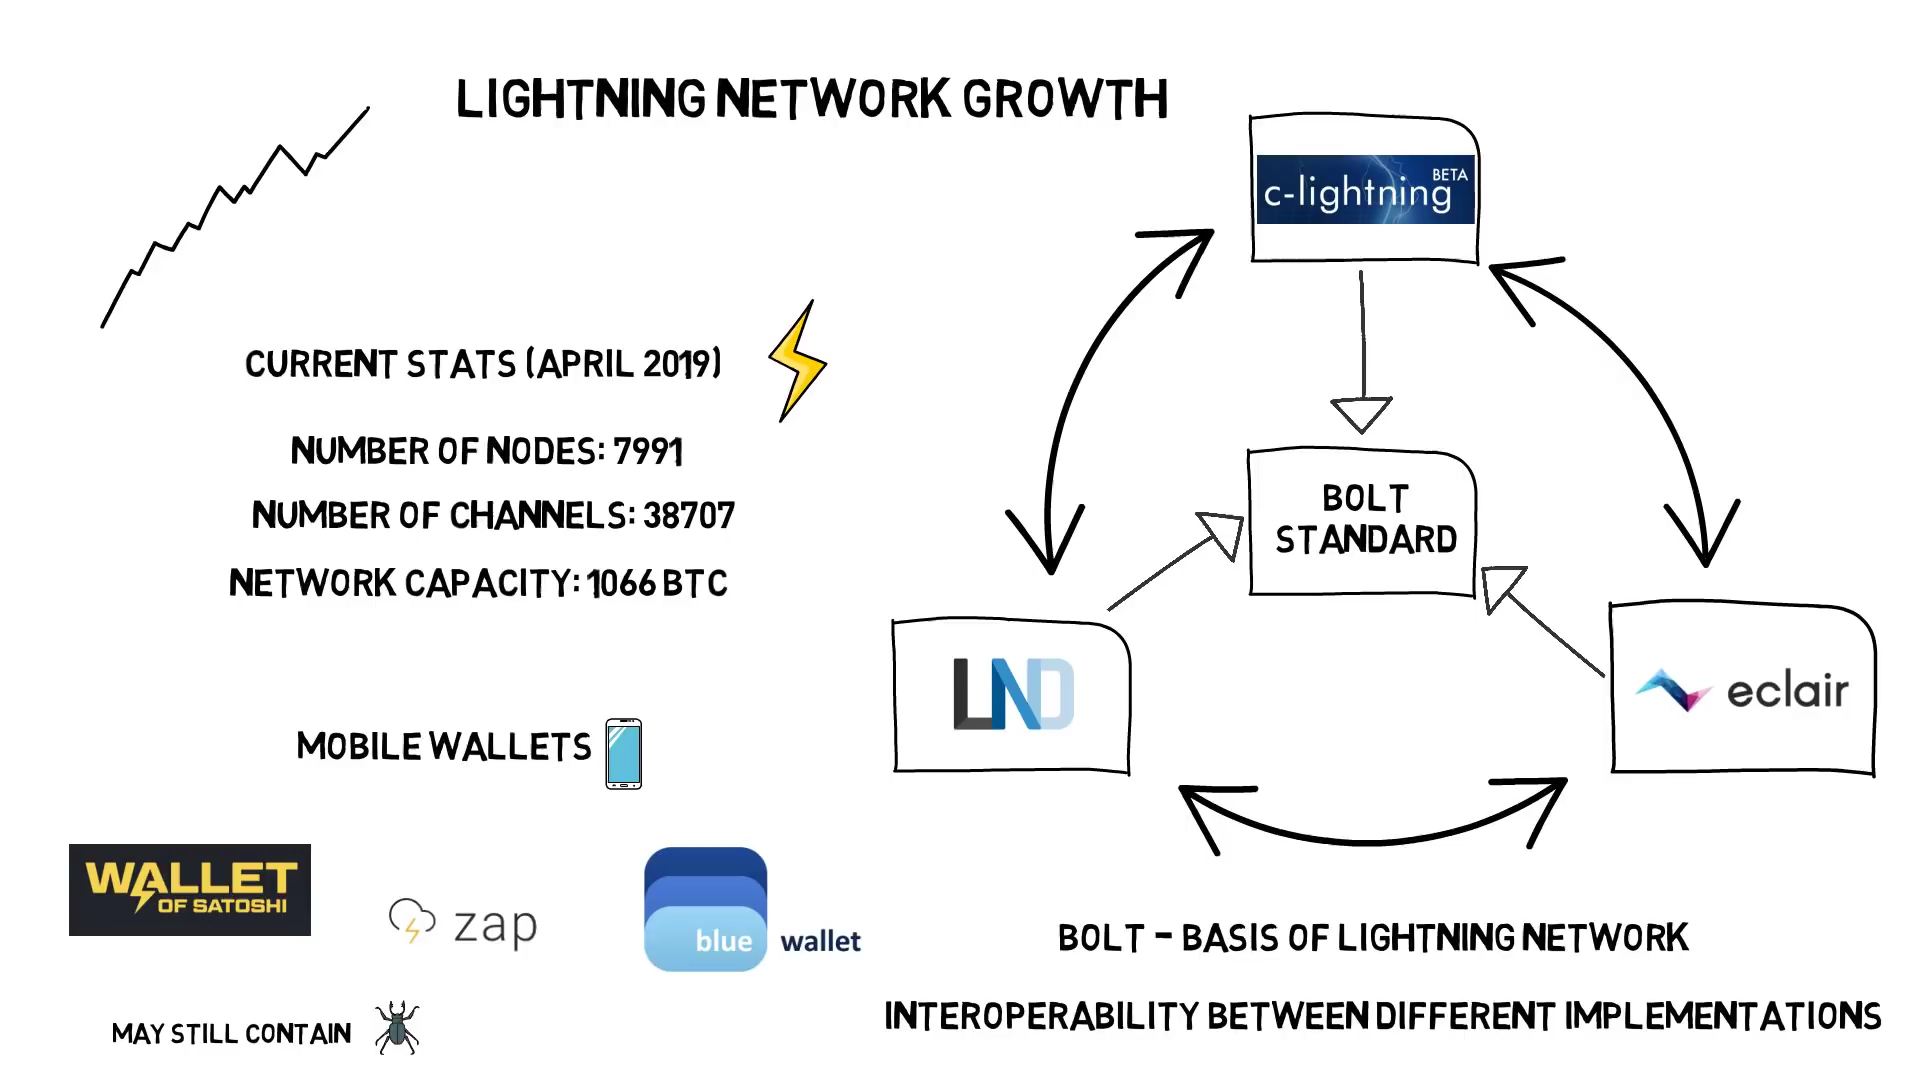 LIGHTNING NETWORK GROWTH
CURRENT STATS (APRIL 2019)
NUMBER OF NODES: 7991
NUMBER OF CHANNELS: 38707
NETWORK CAPACITY: 1066 BTC
MOBILE WALLETS
WALLET
OF SATOSHI
zap
blue wallet
MAY STILL CONTAIN
c-lightning BETA
BOLT
STANDARD
LND
eclair
BOLT - BASIS OF LIGHTNING NETWORK
INTEROPERABILITY BETWEEN DIFFERENT IMPLEMENTATIONS